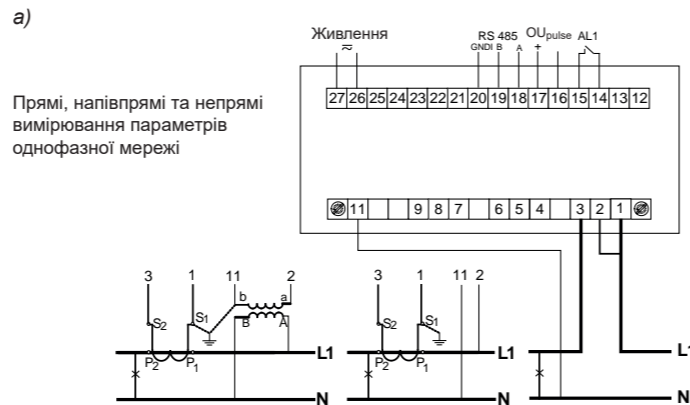 а)
Живлення
RS 485 OUpulse AL1
GNDI B A +
Прямі, напівпрямі та непрямі
вимірювання параметрів
однофазної мережі
27 26 25 24 23 22 21 20 19 18 17 16 15 14 13 12
11 9 8 7 6 5 4 3 2 1
3 1 11 2 3 1 11 2
b a
S2 S1 B A S2 S1
L1 L1 L1
P2 P1 P2 P1
N N N